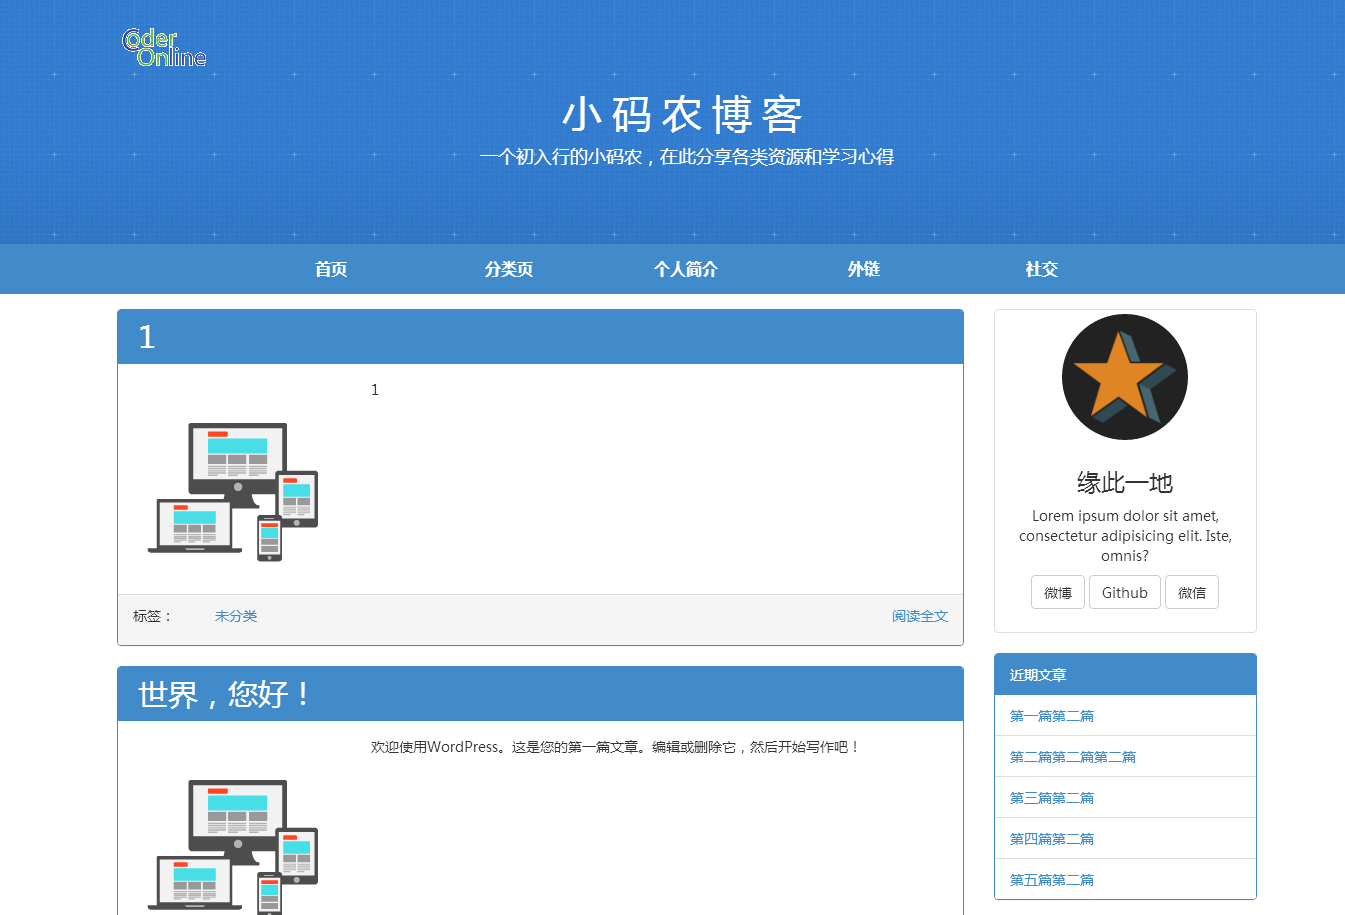 Coder
Online
小码农博客
一个初入行的小码农，在此分享各类资源和学习心得
首页 分类页 个人简介 外链 社交
1
1
标签： 未分类 阅读全文
世界，您好！
欢迎使用WordPress。这是您的第一篇文章。编辑或删除它，然后开始写作吧！
缘此一地
Lorem ipsum dolor sit amet,
consectetur adipisicing elit. Iste,
omnis?
微博 Github 微信
近期文章
第一篇第二篇
第二篇第二篇第二篇
第三篇第二篇
第四篇第二篇
第五篇第二篇